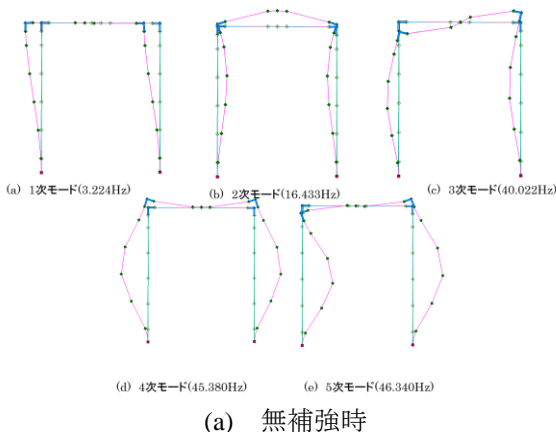 (a) 1次モード(3.224Hz)
(b) 2次モード(16.433Hz)
(c) 3次モード(40.022Hz)
(d) 4次モード(45.380Hz)
(e) 5次モード(46.340Hz)
(a) 無補強時